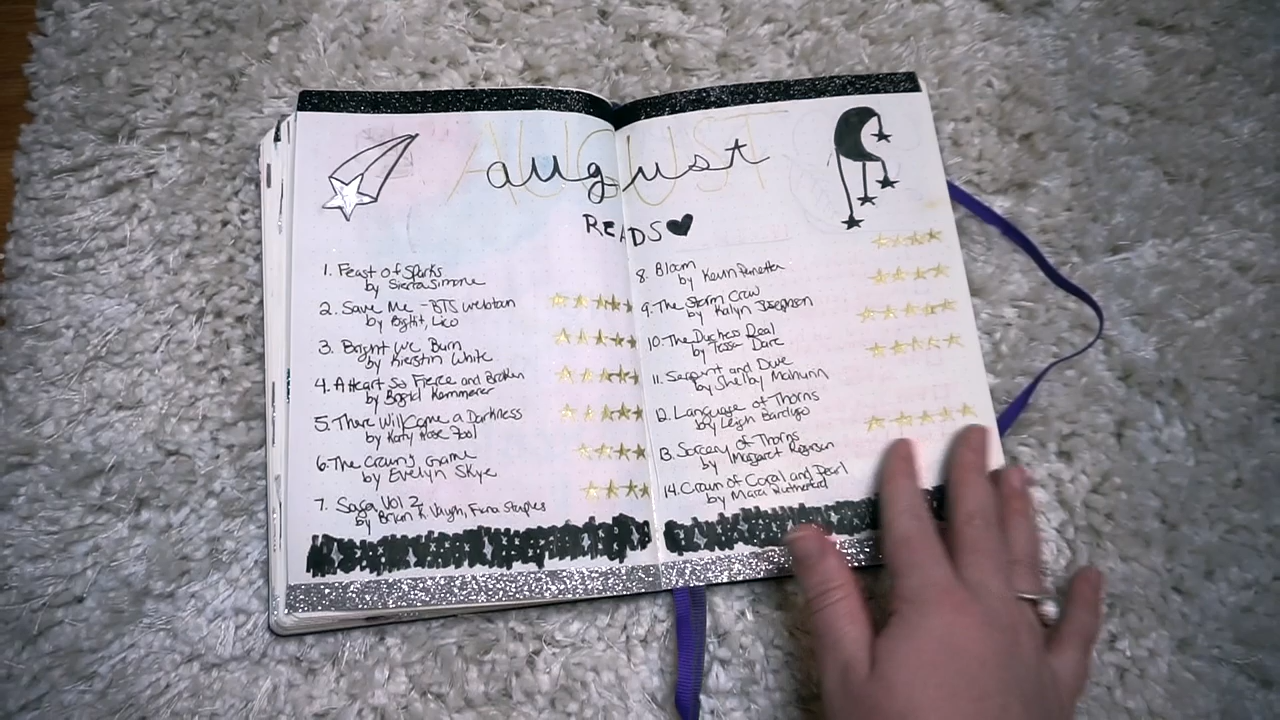 AUGUST
august
READS
1. Feast of Sparks
by Sierra Simone
2. Save Me - BTS Webtoon
by BigHit, Lico
3. Bright We Burn
by Kierstin White
4. A Heart So Fierce and Broken
by Brigid Kemmerer
5. There Will Come a Darkness
by Katy Rose Pool
6. The Crown's Game
by Evelyn Skye
7. Saga Vol 2
by Brian K Vaugh, Fiona Staples
8. Bloom
by Kevin Panetta
9. The Storm Crow
by Kalyn Josephson
10. The Duchess Deal
by Tessa Dare
11. Serpent and Dove
by Shelby Mahurin
12. Language of Thorns
by Leigh Bardugo
13. Sorcery of Thorns
by Margaret Rogerson
14. Crown of Coral and Pearl
by Mara Rutherford